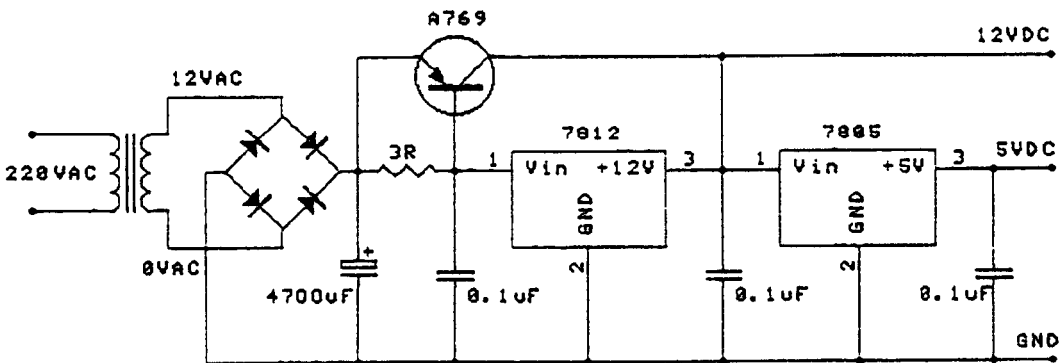 A769
12VDC
12VAC
7812
7805
3R
1
Vin
+12V
3
1
Vin
+5V
3
5VDC
220VAC
GND
GND
0VAC
2
2
+
4700uF
0.1uF
0.1uF
0.1uF
GND